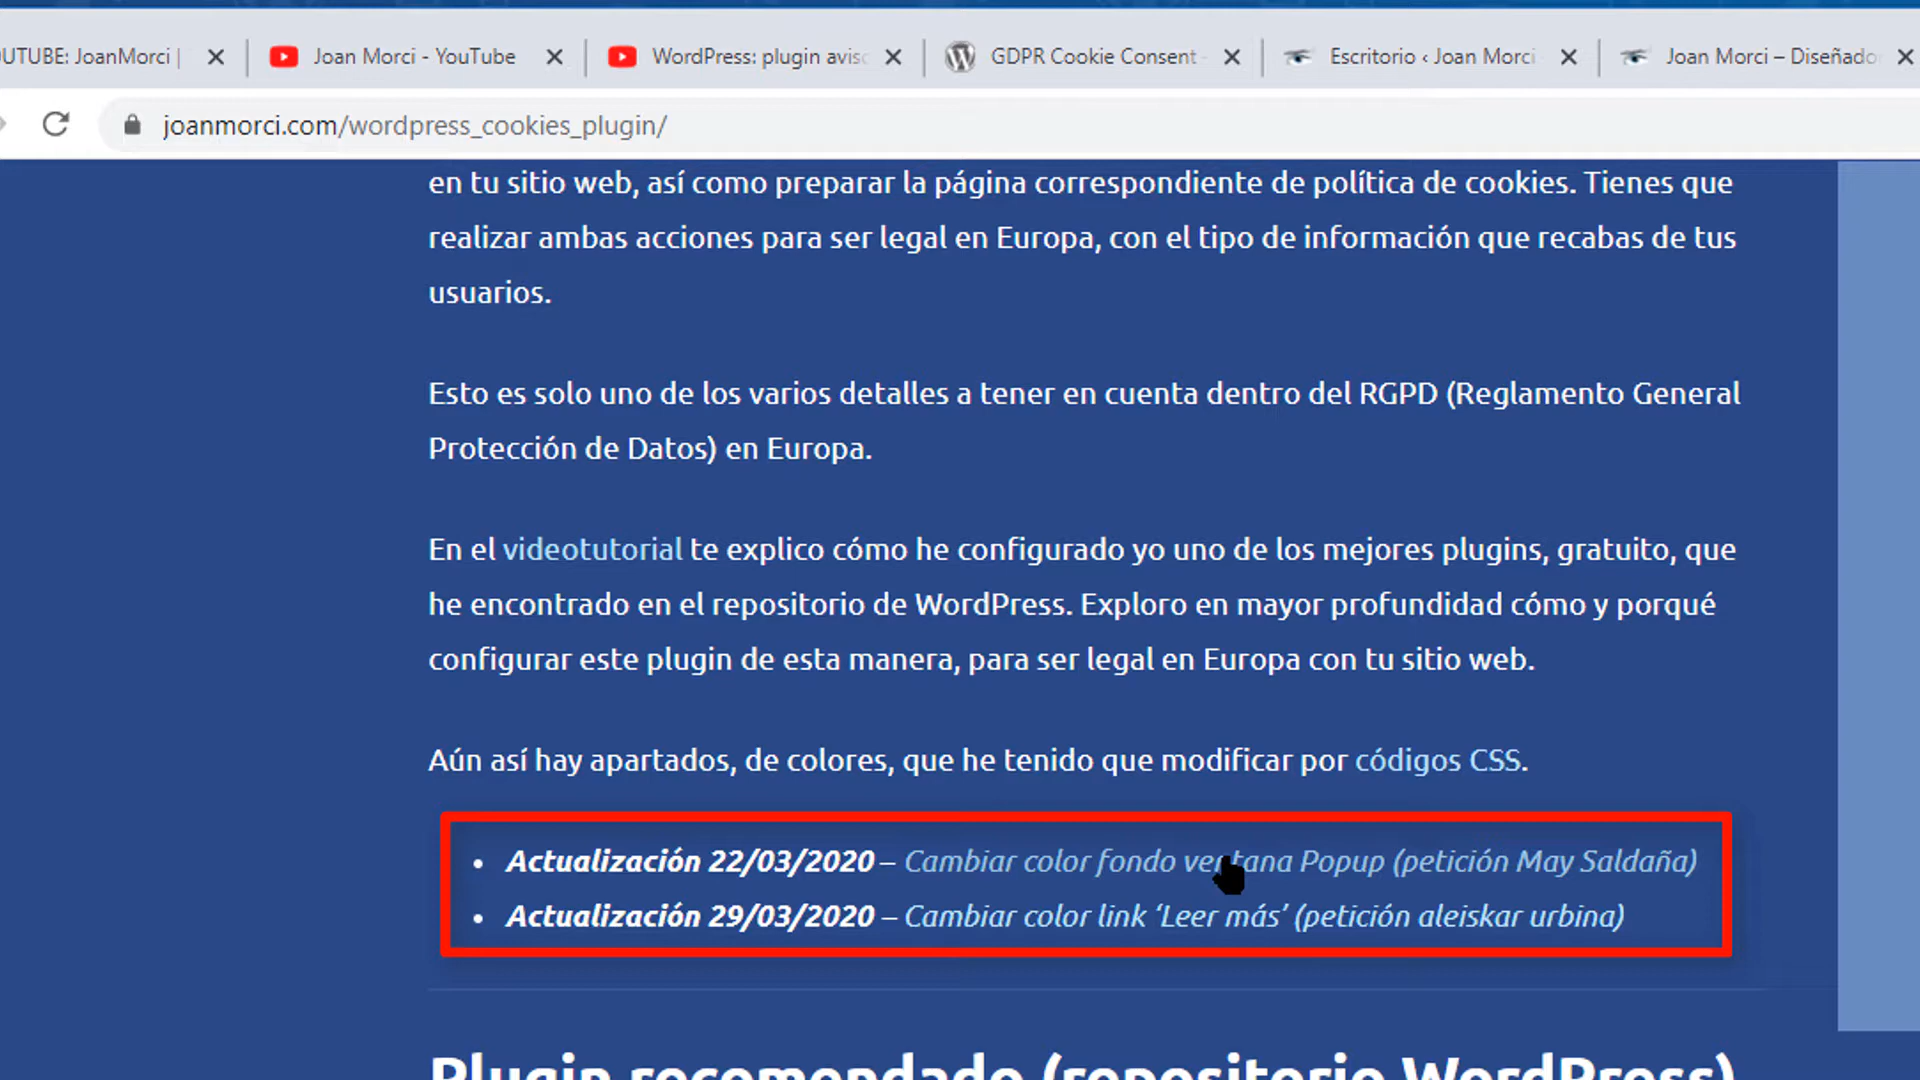 OUTUBE: JoanMorci |
Joan Morci - YouTube
WordPress: plugin avisc
GDPR Cookie Consent -
Escritorio ‹ Joan Morci
Joan Morci – Diseñado
joanmorci.com/wordpress_cookies_plugin/
en tu sitio web, así como preparar la página correspondiente de política de cookies. Tienes que
realizar ambas acciones para ser legal en Europa, con el tipo de información que recabas de tus
usuarios.
Esto es solo uno de los varios detalles a tener en cuenta dentro del RGPD (Reglamento General
Protección de Datos) en Europa.
En el videotutorial te explico cómo he configurado yo uno de los mejores plugins, gratuito, que
he encontrado en el repositorio de WordPress. Exploro en mayor profundidad cómo y porqué
configurar este plugin de esta manera, para ser legal en Europa con tu sitio web.
Aún así hay apartados, de colores, que he tenido que modificar por códigos CSS.
• Actualización 22/03/2020 – Cambiar color fondo ventana Popup (petición May Saldaña)
• Actualización 29/03/2020 – Cambiar color link ‘Leer más’ (petición aleiskar urbina)
Plugin recomendado (repositorio WordPress)